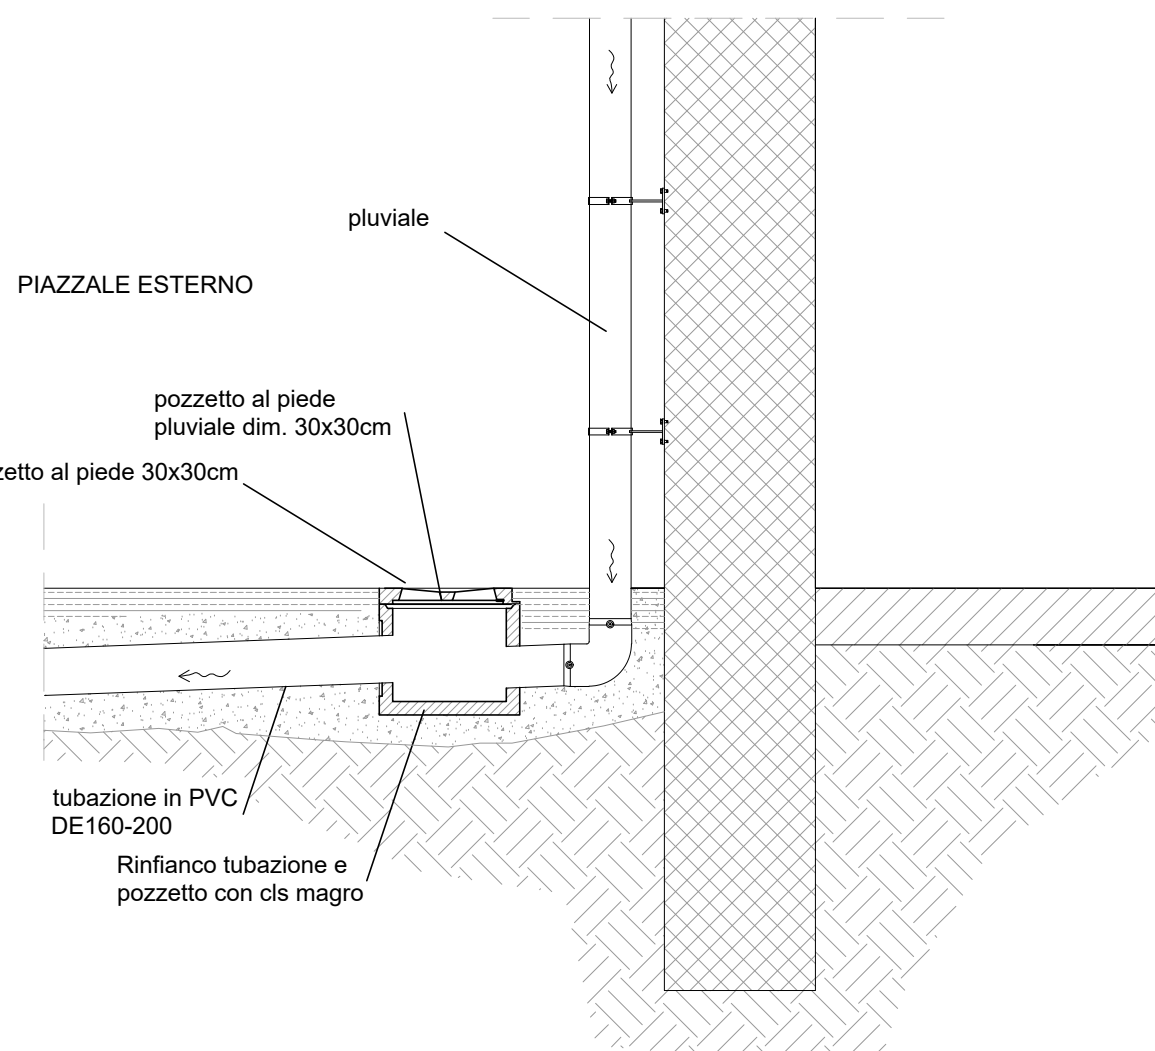 pluviale
PIAZZALE ESTERNO
pozzetto al piede
pluviale dim. 30x30cm
zetto al piede 30x30cm
tubazione in PVC
DE160-200
Rinfianco tubazione e
pozzetto con cls magro